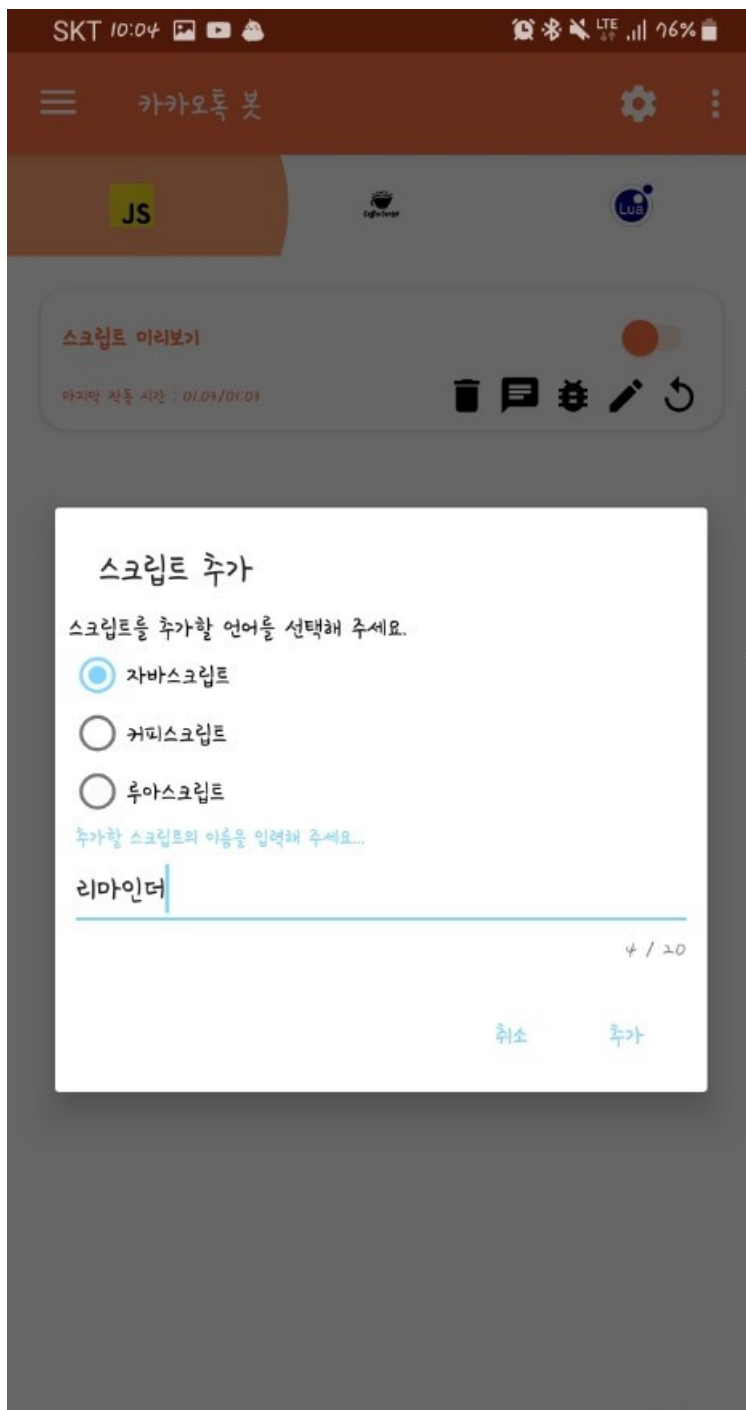 SKT 10:04
LTE 76%
카카오톡 봇
JS
CoffeeScript
Lua
스크립트 미리보기
마지막 작동 시간 : 01.03/01:03
스크립트 추가
스크립트를 추가할 언어를 선택해 주세요.
자바스크립트
커피스크립트
루아스크립트
추가할 스크립트의 이름을 입력해 주세요...
리마인더
4 / 20
취소 추가